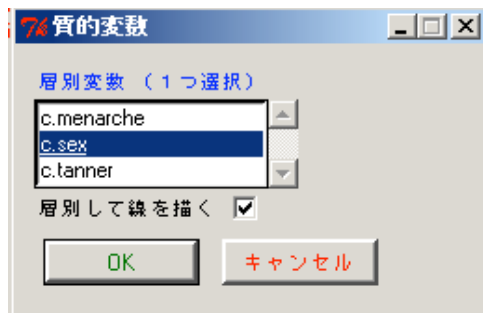 質的変数
層別変数 (1つ選択)
c.menarche
c.sex
c.tanner
層別して線を描く
OK
キャンセル